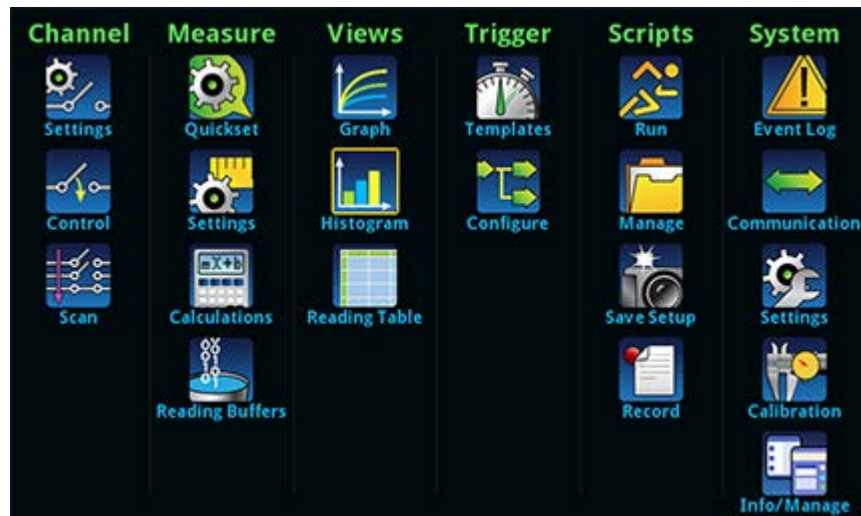 Channel Measure Views Trigger Scripts System
Settings Quickset Graph Templates Run Event Log
Control Settings Histogram Configure Manage Communication
mX+b
Scan Calculations Reading Table Save Setup Settings
Reading Buffers Record Calibration
Info/Manage